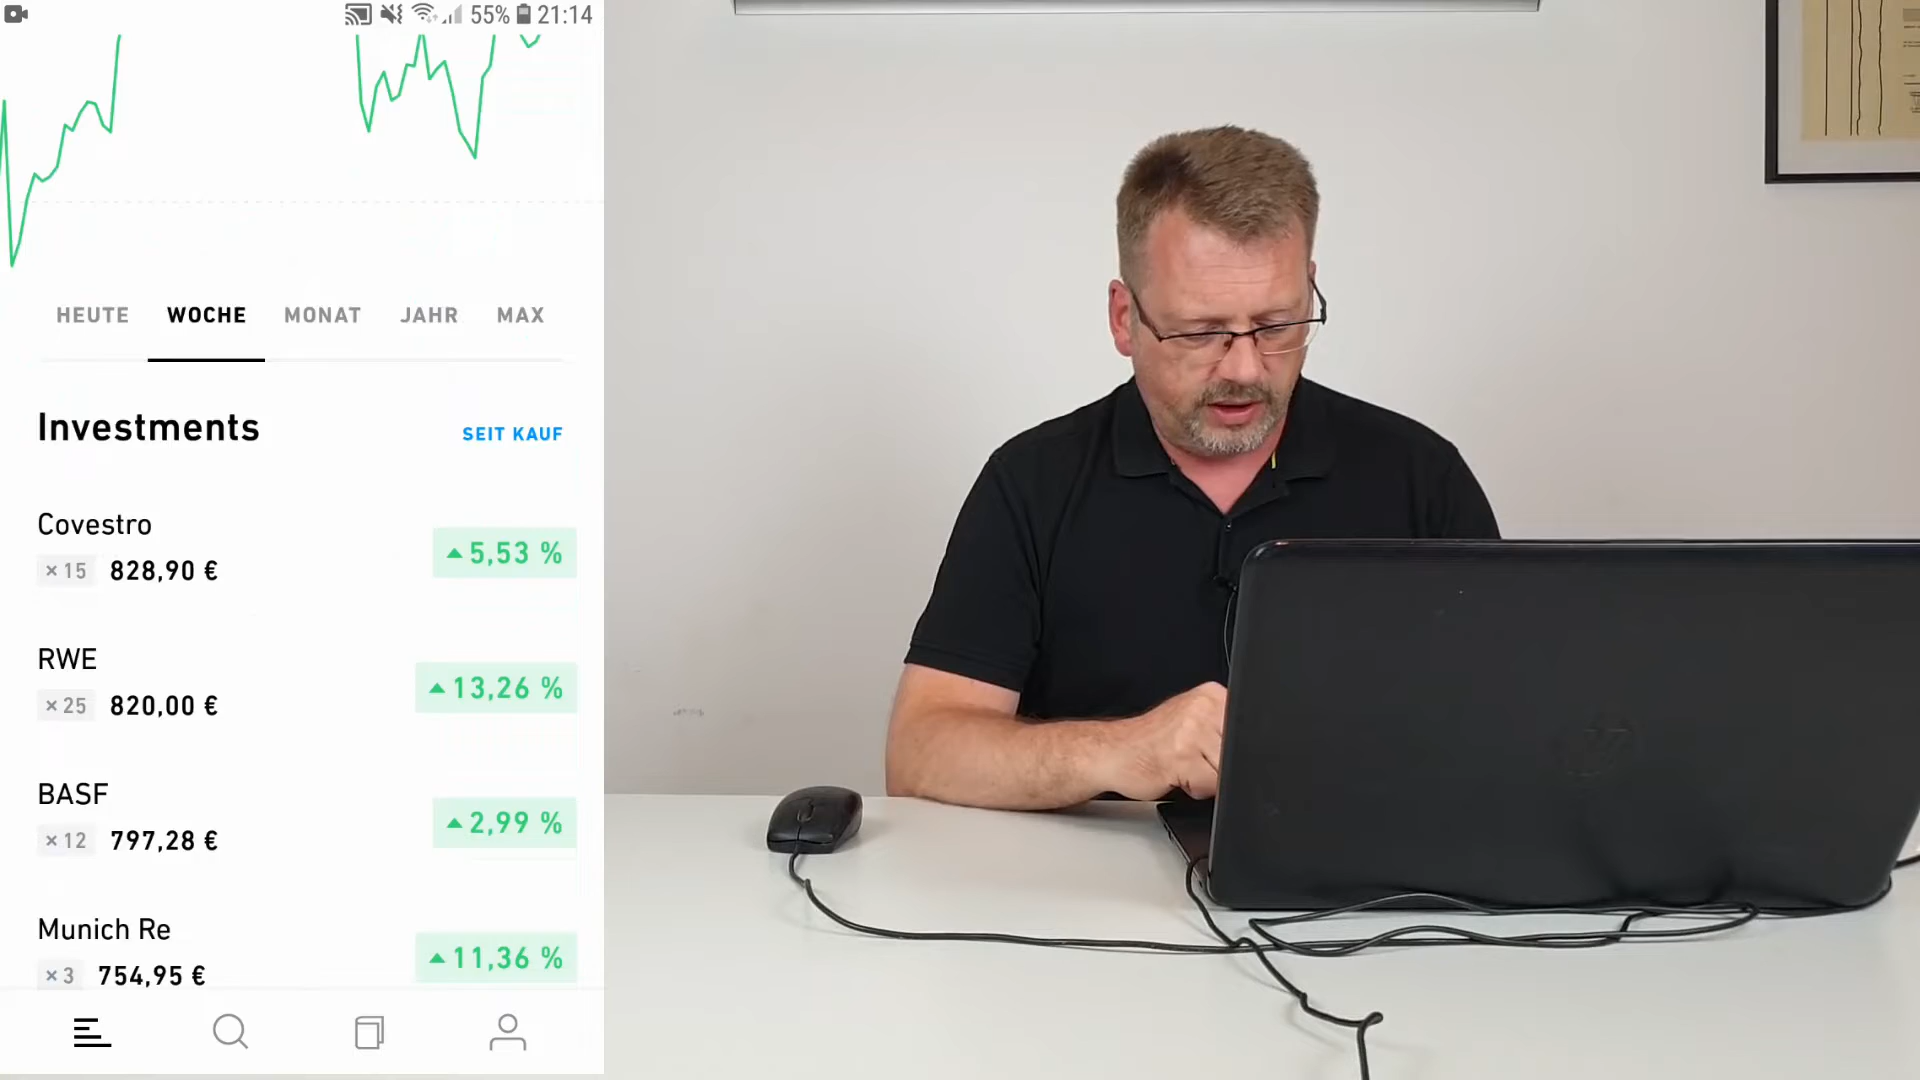 55% 21:14
HEUTE WOCHE MONAT JAHR MAX
Investments SEIT KAUF
Covestro
× 15 828,90 € 5,53 %
RWE
× 25 820,00 € 13,26 %
BASF
× 12 797,28 € 2,99 %
Munich Re
× 3 754,95 € 11,36 %